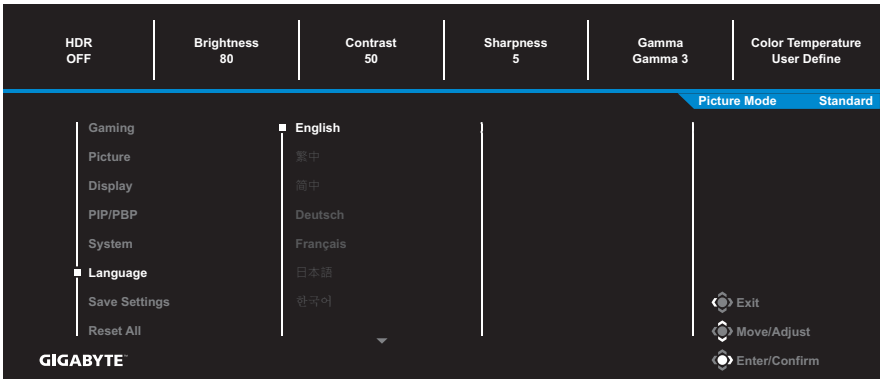 HDR
OFF
Brightness
80
Contrast
50
Sharpness
5
Gamma
Gamma 3
Color Temperature
User Define
Picture Mode Standard
Gaming
Picture
Display
PIP/PBP
System
Language
Save Settings
Reset All
English
繁中
简中
Deutsch
Français
日本語
한국어
Exit
Move/Adjust
Enter/Confirm
GIGABYTE™